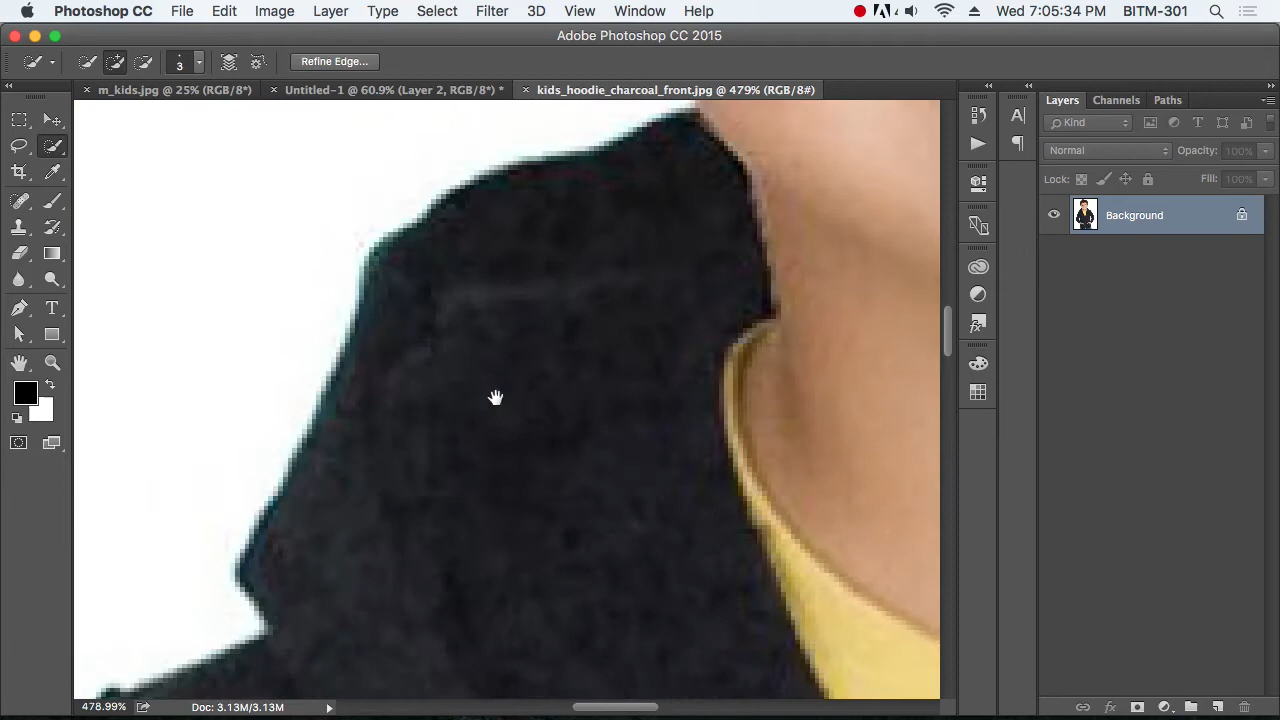 Photoshop CC File Edit Image Layer Type Select Filter 3D View Window Help Wed 7:05:34 PM BITM-301
Adobe Photoshop CC 2015
3 Refine Edge...
m_kids.jpg @ 25% (RGB/8*) Untitled-1 @ 60.9% (Layer 2, RGB/8*) * kids_hoodie_charcoal_front.jpg @ 479% (RGB/8#)
Layers Channels Paths
Kind
Normal Opacity: 100%
Lock: Fill: 100%
Background
478.99% Doc: 3.13M/3.13M